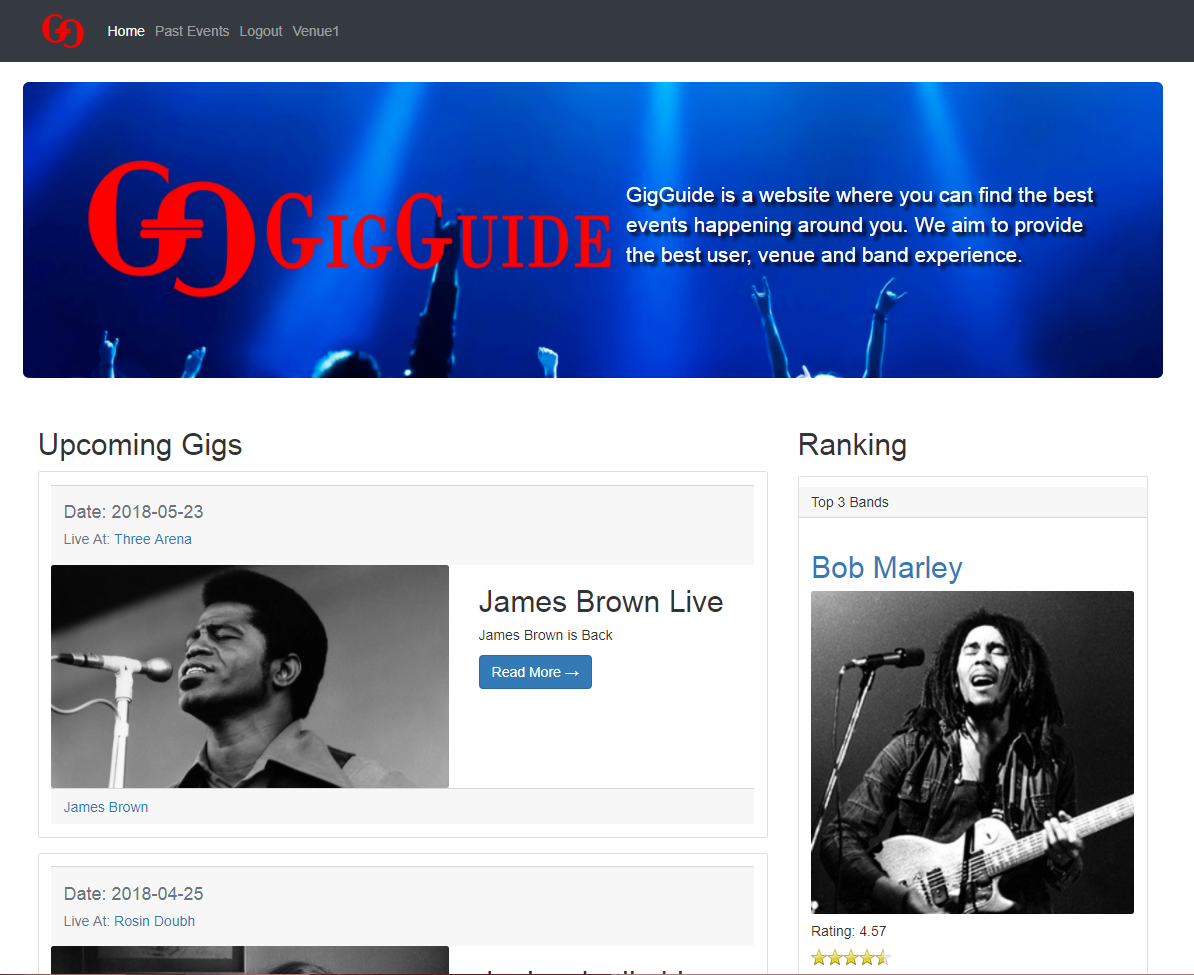 GG Home Past Events Logout Venue1
GG GIGGUIDE
GigGuide is a website where you can find the best
events happening around you. We aim to provide
the best user, venue and band experience.
Upcoming Gigs
Date: 2018-05-23
Live At: Three Arena
James Brown Live
James Brown is Back
Read More →
James Brown
Date: 2018-04-25
Live At: Rosin Doubh
Ranking
Top 3 Bands
Bob Marley
Rating: 4.57